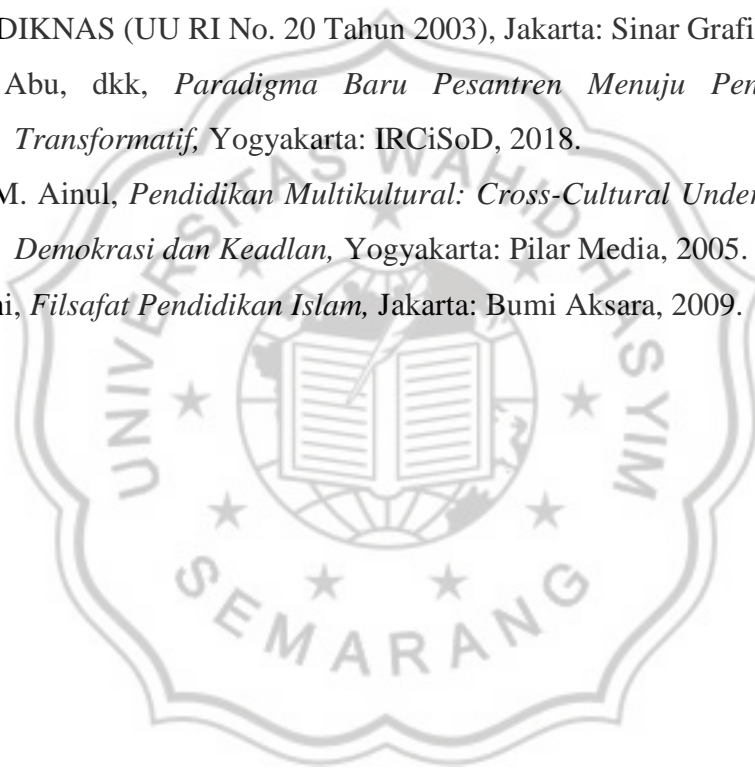 DIKNAS (UU RI No. 20 Tahun 2003), Jakarta: Sinar Grafi
Abu, dkk, Paradigma Baru Pesantren Menuju Pen
Transformatif, Yogyakarta: IRCiSoD, 2018.
M. Ainul, Pendidikan Multikultural: Cross-Cultural Under
Demokrasi dan Keadlan, Yogyakarta: Pilar Media, 2005.
ni, Filsafat Pendidikan Islam, Jakarta: Bumi Aksara, 2009.
UNIVERSITAS WAHID HASYIM
SEMARANG